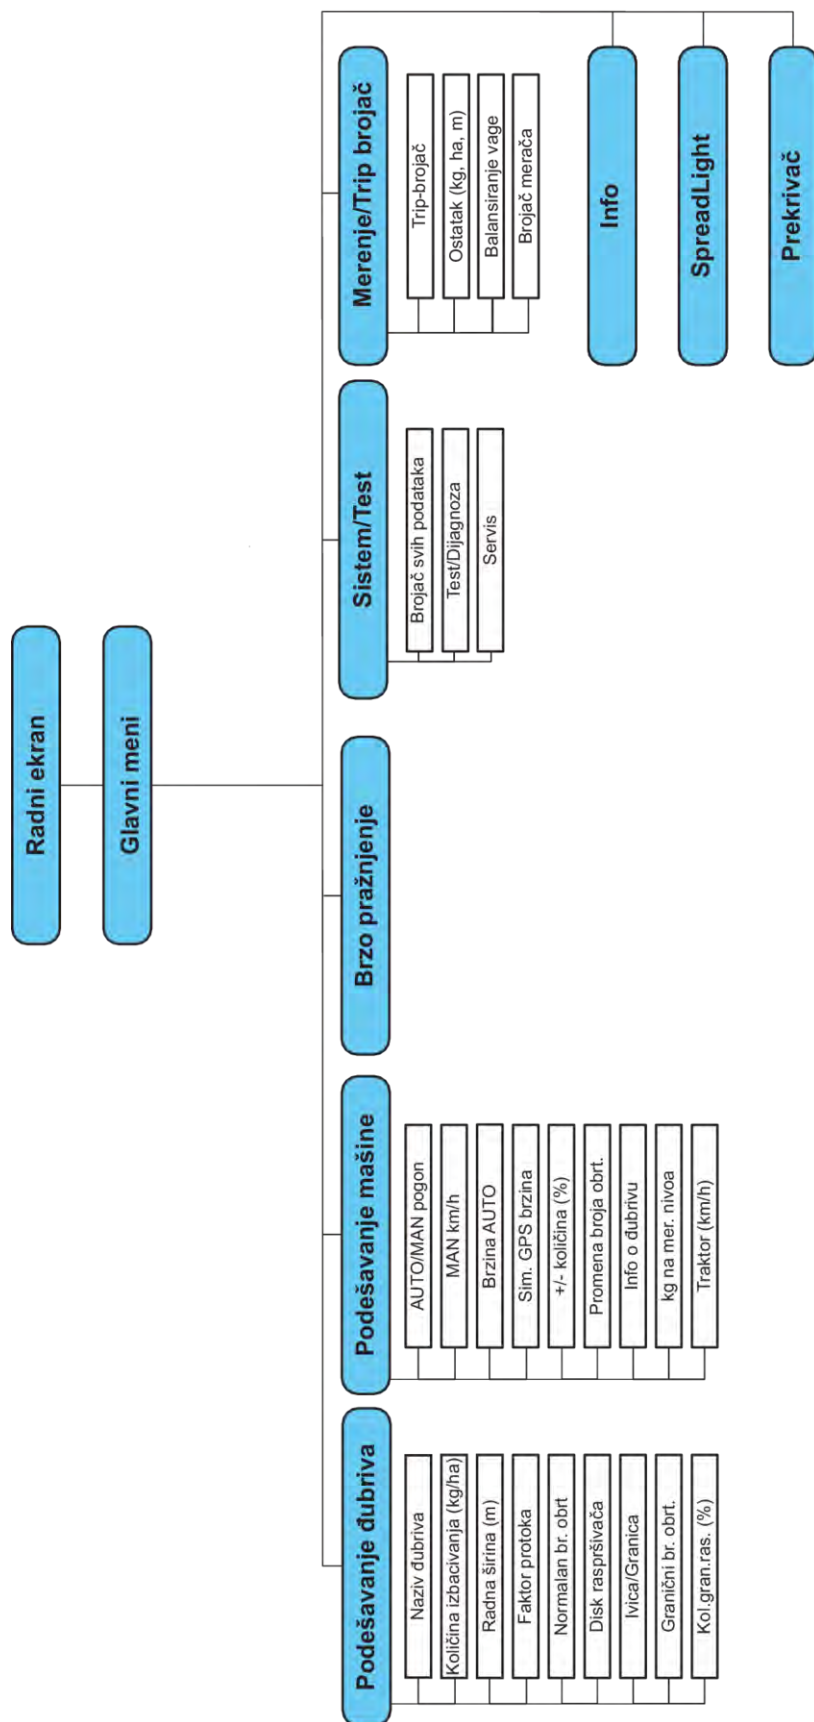 Radni ekran
Glavni meni
Podešavanje đubriva
Naziv đubriva
Količina izbacivanja (kg/ha)
Radna širina (m)
Faktor protoka
Normalan br. obrt
Disk raspršivača
Ivica/Granica
Granični br. obrt.
Kol.gran.ras. (%)
Podešavanje mašine
AUTO/MAN pogon
MAN km/h
Brzina AUTO
Sim. GPS brzina
+/- količina (%)
Promena broja obrt.
Info o đubrivu
kg na mer. nivoa
Traktor (km/h)
Brzo pražnjenje
Sistem/Test
Brojač svih podataka
Test/Dijagnoza
Servis
Merenje/Trip brojač
Trip-brojač
Ostatak (kg, ha, m)
Balansiranje vage
Brojač merača
Info
SpreadLight
Prekrivač